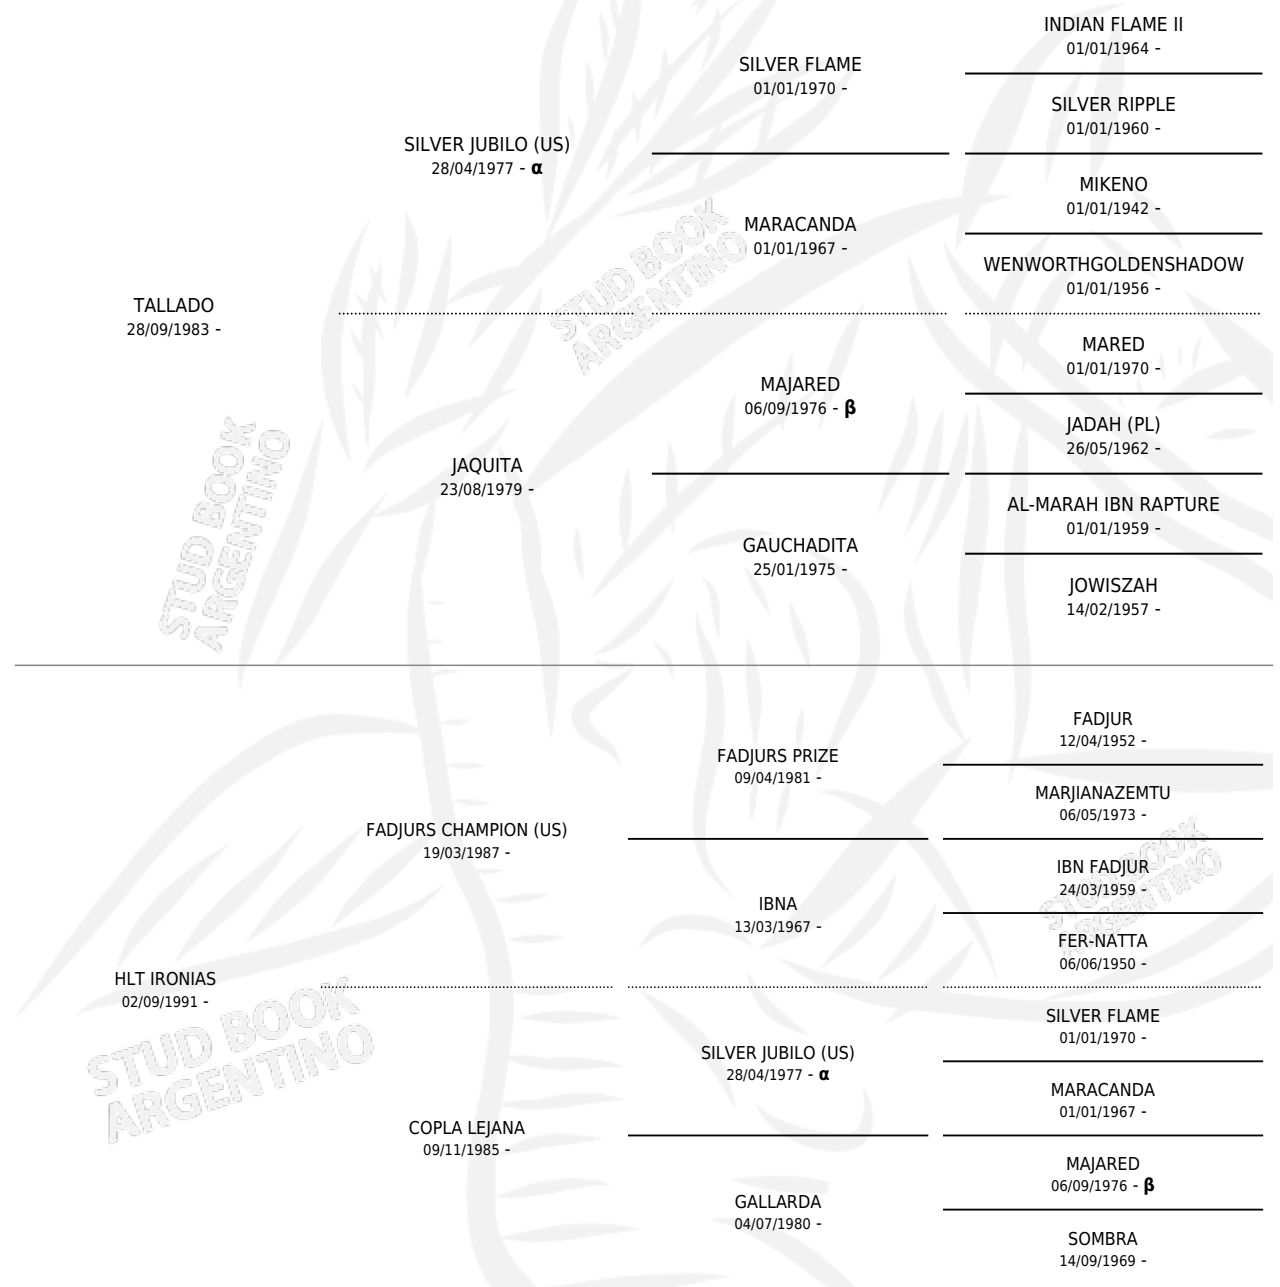 INDIAN FLAME II
01/01/1964 -
SILVER FLAME
01/01/1970 -
SILVER RIPPLE
01/01/1960 -
SILVER JUBILO (US)
28/04/1977 - α
MIKENO
01/01/1942 -
MARACANDA
01/01/1967 -
WENWORTHGOLDENSHADOW
01/01/1956 -
TALLADO
28/09/1983 -
MARED
01/01/1970 -
MAJARED
06/09/1976 - β
JADAH (PL)
26/05/1962 -
JAQUITA
23/08/1979 -
AL-MARAH IBN RAPTURE
01/01/1959 -
GAUCHADITA
25/01/1975 -
JOWISZAH
14/02/1957 -
FADJUR
12/04/1952 -
FADJURS PRIZE
09/04/1981 -
MARJIANAZEMTU
06/05/1973 -
FADJURS CHAMPION (US)
19/03/1987 -
IBN FADJUR
24/03/1959 -
IBNA
13/03/1967 -
FER-NATTA
06/06/1950 -
HLT IRONIAS
02/09/1991 -
SILVER FLAME
01/01/1970 -
SILVER JUBILO (US)
28/04/1977 - α
MARACANDA
01/01/1967 -
COPLA LEJANA
09/11/1985 -
MAJARED
06/09/1976 - β
GALLARDA
04/07/1980 -
SOMBRA
14/09/1969 -
STUD BOOK
ARGENTINO
STUD BOOK
ARGENTINO
STUD BOOK
ARGENTINO
STUD BOOK
ARGENTINO